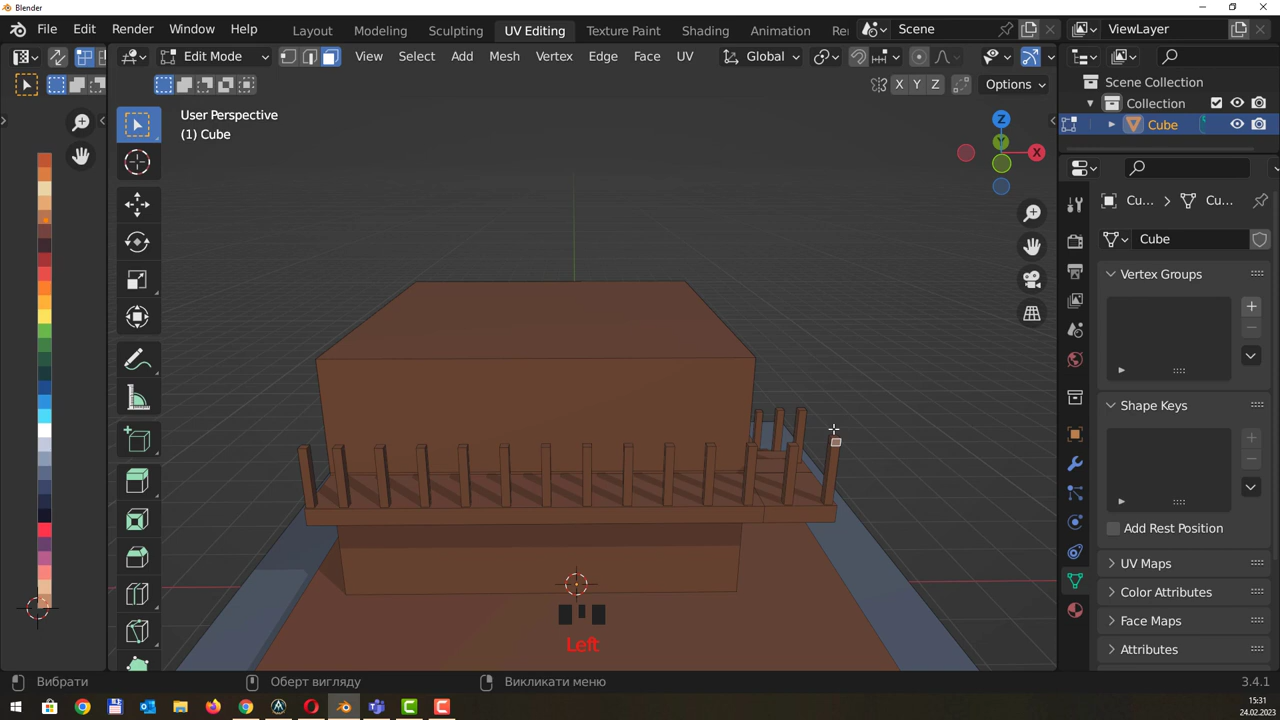 Blender
File Edit Render Window Help Layout Modeling Sculpting UV Editing Texture Paint Shading Animation Re Scene ViewLayer
Edit Mode View Select Add Mesh Vertex Edge Face UV Global
X Y Z Options
User Perspective
(1) Cube
Z
Y
X
Left
Scene Collection
Collection
Cube
Cu... Cu...
Cube
Vertex Groups
Shape Keys
Add Rest Position
UV Maps
Color Attributes
Face Maps
Attributes
Вибрати Оберт вигляду Викликати меню 3.4.1
15:31
24.02.2023